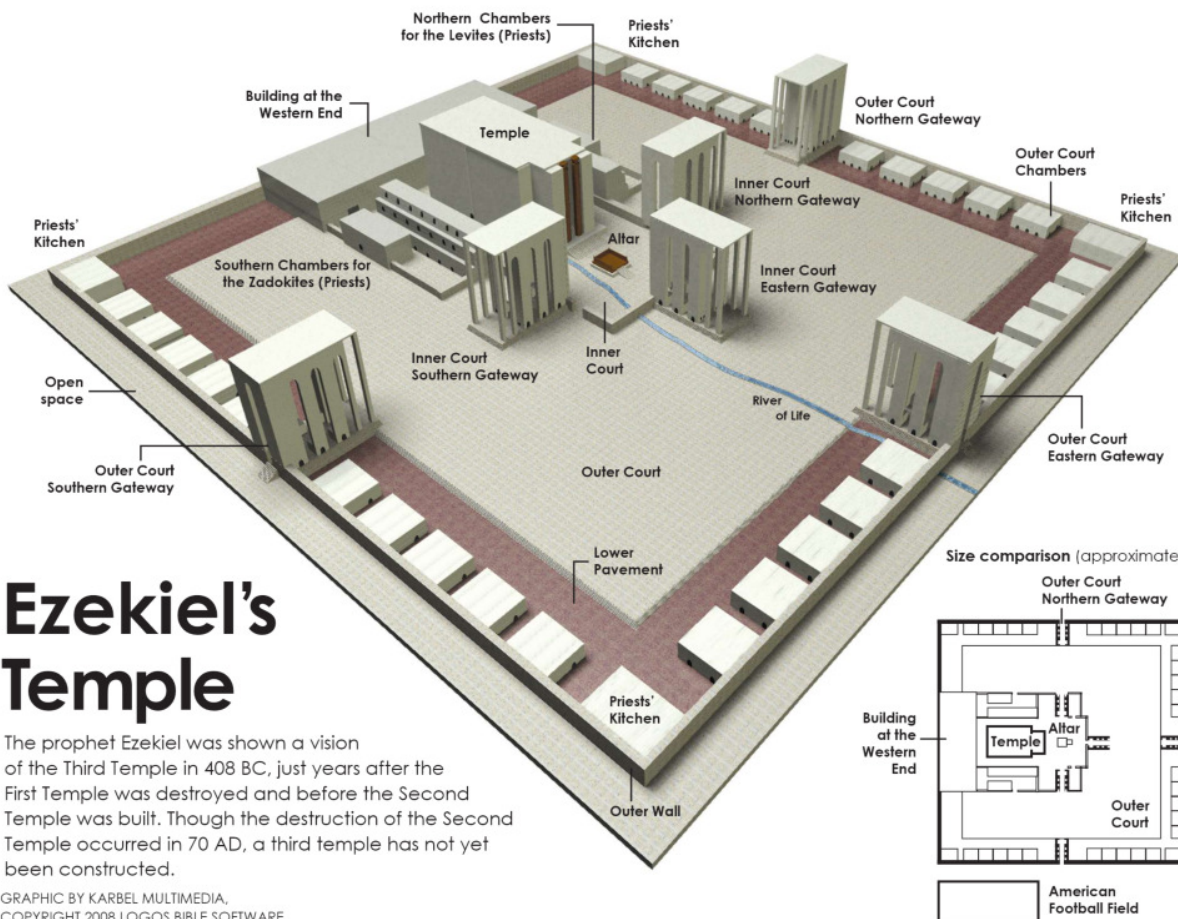 Northern Chambers
for the Levites (Priests)
Priests'
Kitchen
Building at the
Western End
Temple
Outer Court
Northern Gateway
Outer Court
Chambers
Inner Court
Northern Gateway
Priests'
Kitchen
Priests'
Kitchen
Altar
Southern Chambers for
the Zadokites (Priests)
Inner Court
Eastern Gateway
Inner Court
Southern Gateway
Inner
Court
Open
space
River
of Life
Outer Court
Eastern Gateway
Outer Court
Southern Gateway
Outer Court
Lower
Pavement
Priests'
Kitchen
Outer Wall
Ezekiel's
Temple
The prophet Ezekiel was shown a vision
of the Third Temple in 408 BC, just years after the
First Temple was destroyed and before the Second
Temple was built. Though the destruction of the Second
Temple occurred in 70 AD, a third temple has not yet
been constructed.
GRAPHIC BY KARBEL MULTIMEDIA,
COPYRIGHT 2008 LOGOS BIBLE SOFTWARE
Size comparison (approximate
Outer Court
Northern Gateway
Building
at the
Western
End
Temple
Altar
Outer
Court
American
Football Field